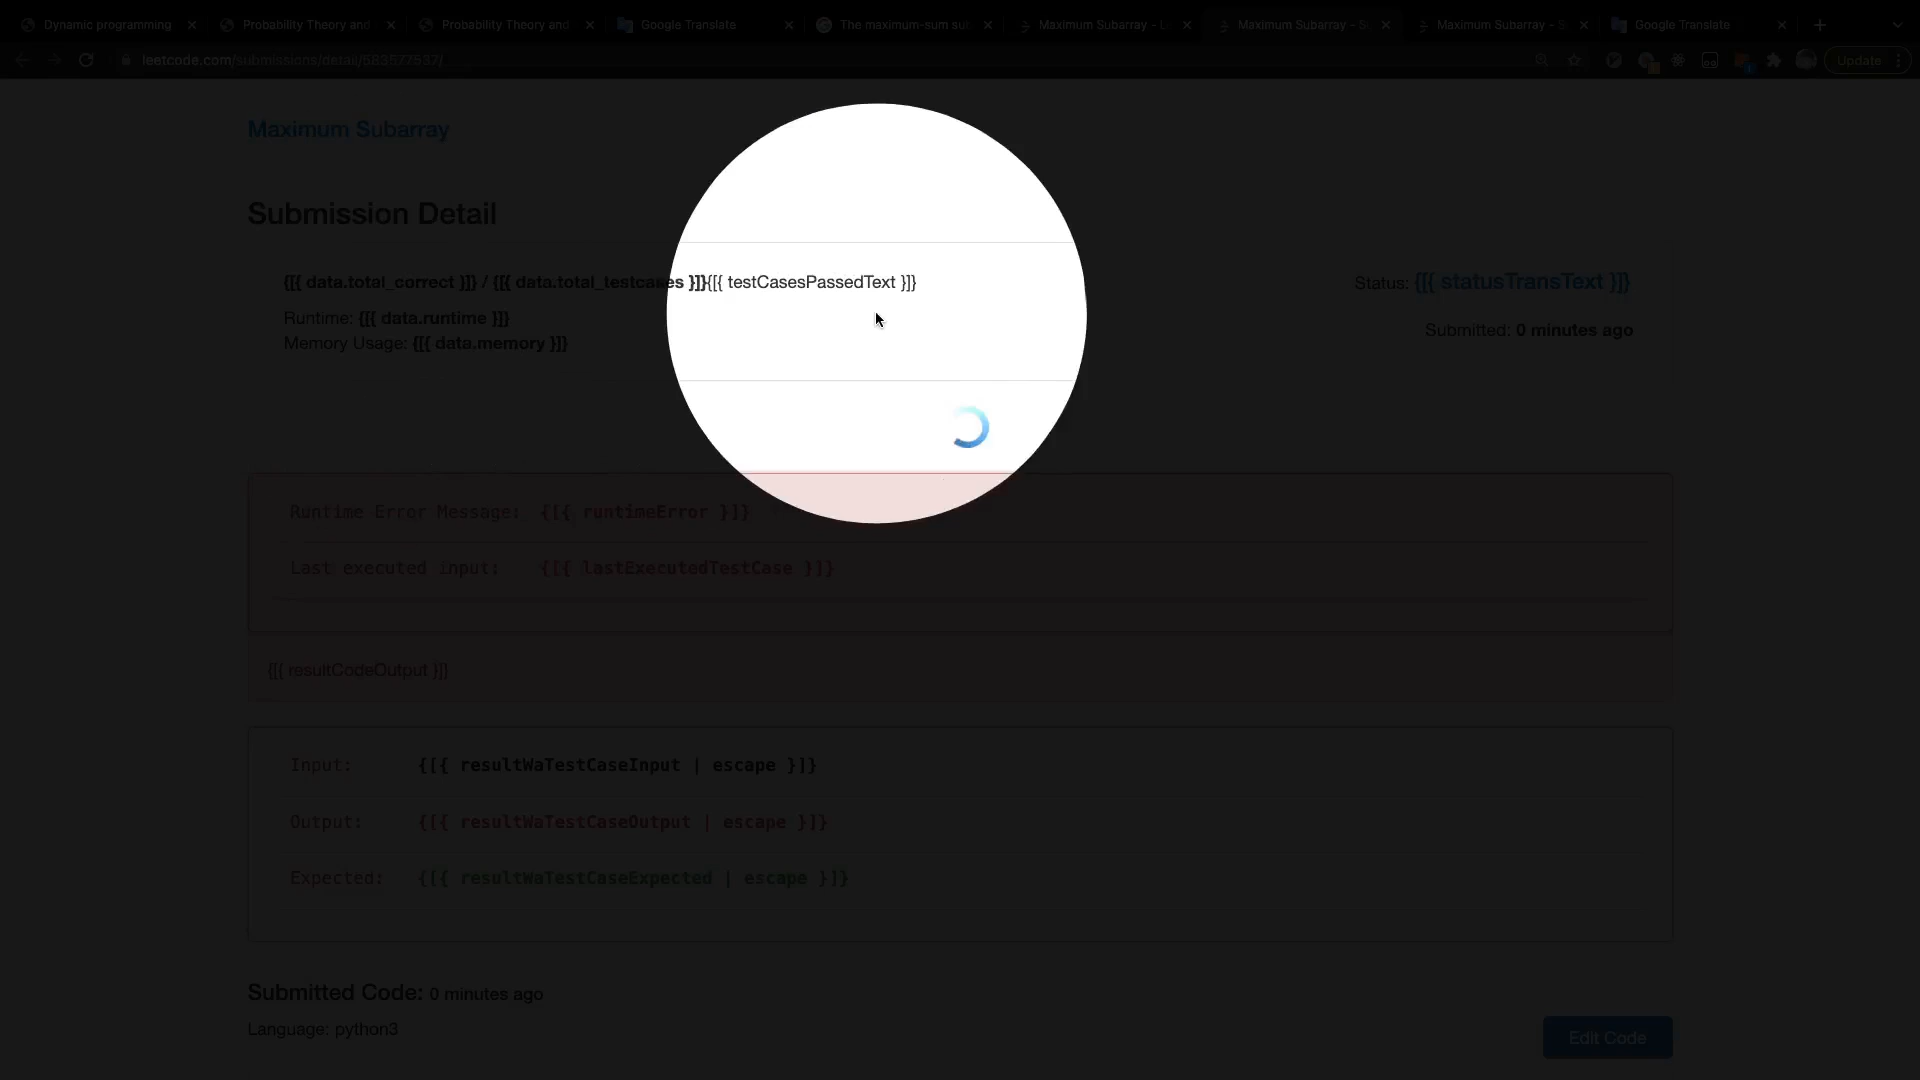 Dynamic programming
Probability Theory and
Probability Theory and
Google Translate
The maximum-sum sub
Maximum Subarray - L
Maximum Subarray - S
Maximum Subarray - S
Google Translate
leetcode.com/submissions/detail/583577537/
Update
Maximum Subarray
Submission Detail
{[[{ data.total_correct }]]} / {[[{ data.total_testcases }]]}{[[{ testCasesPassedText }]]}
Status: {[[{ statusTransText }]]}
Runtime: {[[{ data.runtime }]]}
Submitted: 0 minutes ago
Memory Usage: {[[{ data.memory }]]}
Runtime Error Message: {[{ runtimeError }]}
Last executed input: {[{ lastExecutedTestCase }]}
{[[{ resultCodeOutput }]]}
Input: {[{ resultWaTestCaseInput | escape }]}
Output: {[{ resultWaTestCaseOutput | escape }]}
Expected: {[{ resultWaTestCaseExpected | escape }]}
Submitted Code: 0 minutes ago
Language: python3
Edit Code